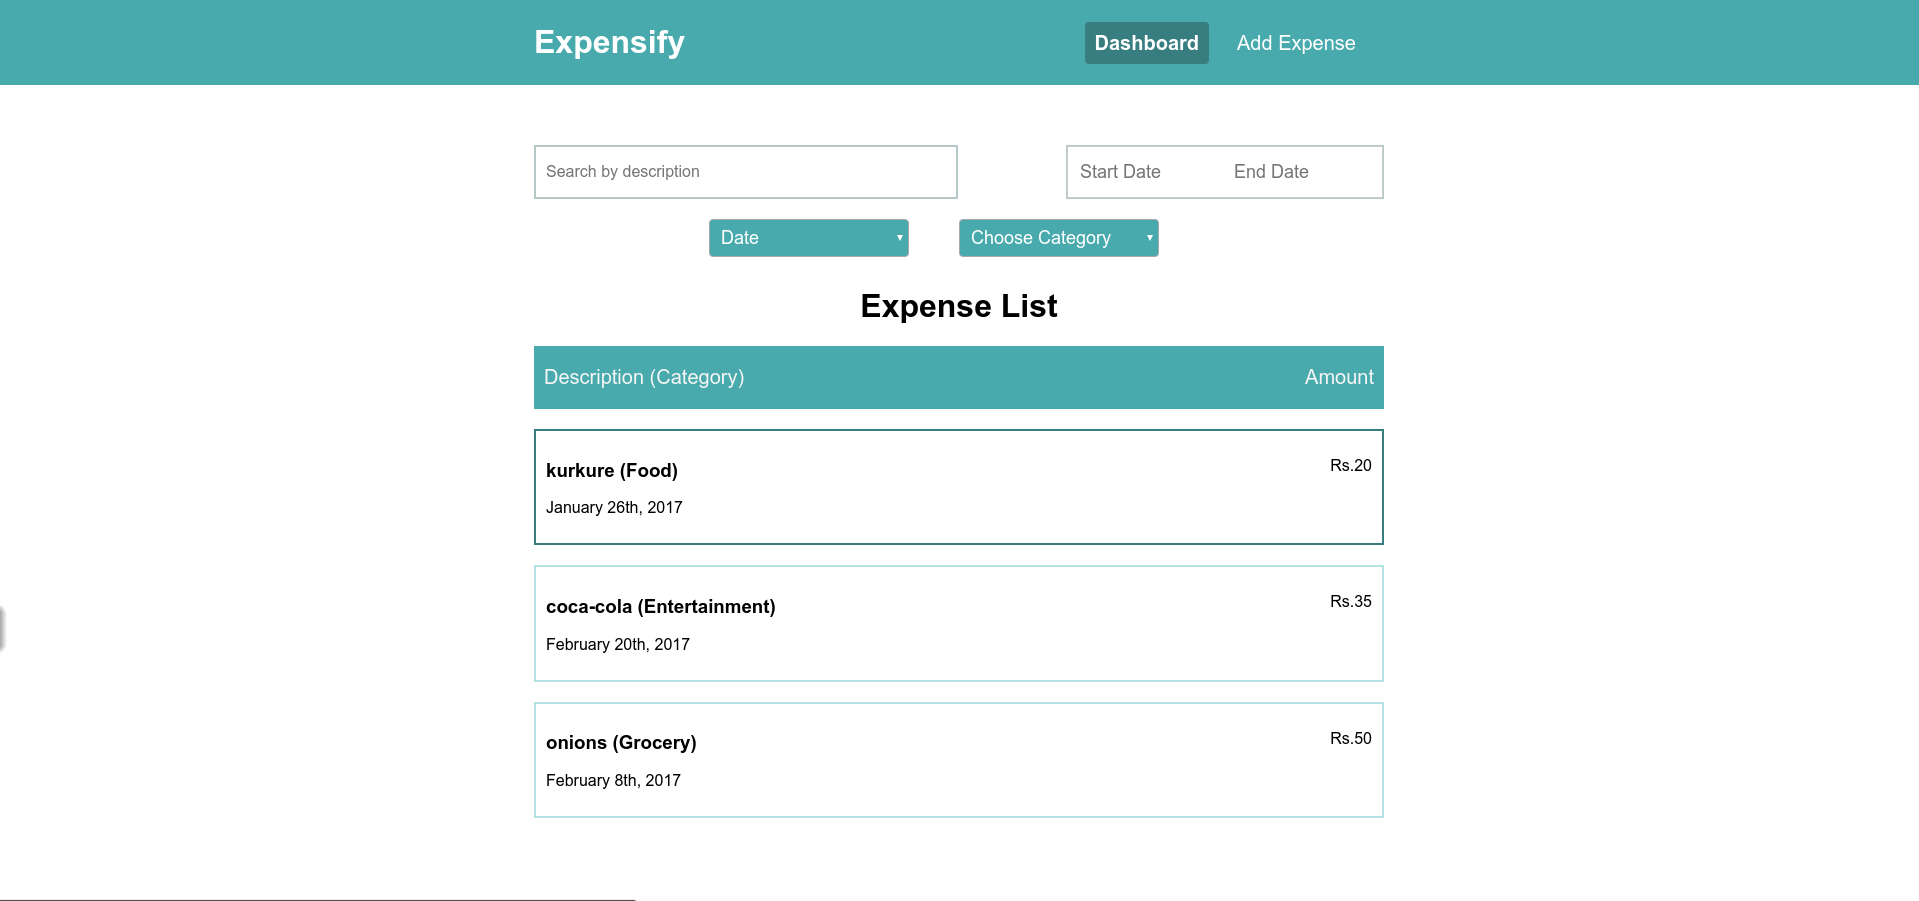 Expensify
Dashboard
Add Expense
Search by description
Start Date
End Date
Date
Choose Category
Expense List
Description (Category)
Amount
kurkure (Food)
Rs.20
January 26th, 2017
coca-cola (Entertainment)
Rs.35
February 20th, 2017
onions (Grocery)
Rs.50
February 8th, 2017